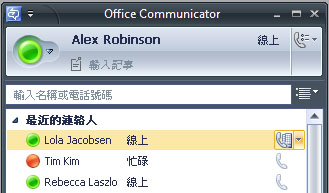 Office Communicator
Alex Robinson 線上
輸入記事
輸入名稱或電話號碼
最近的連絡人
Lola Jacobsen 線上
Tim Kim 忙碌
Rebecca Laszlo 線上